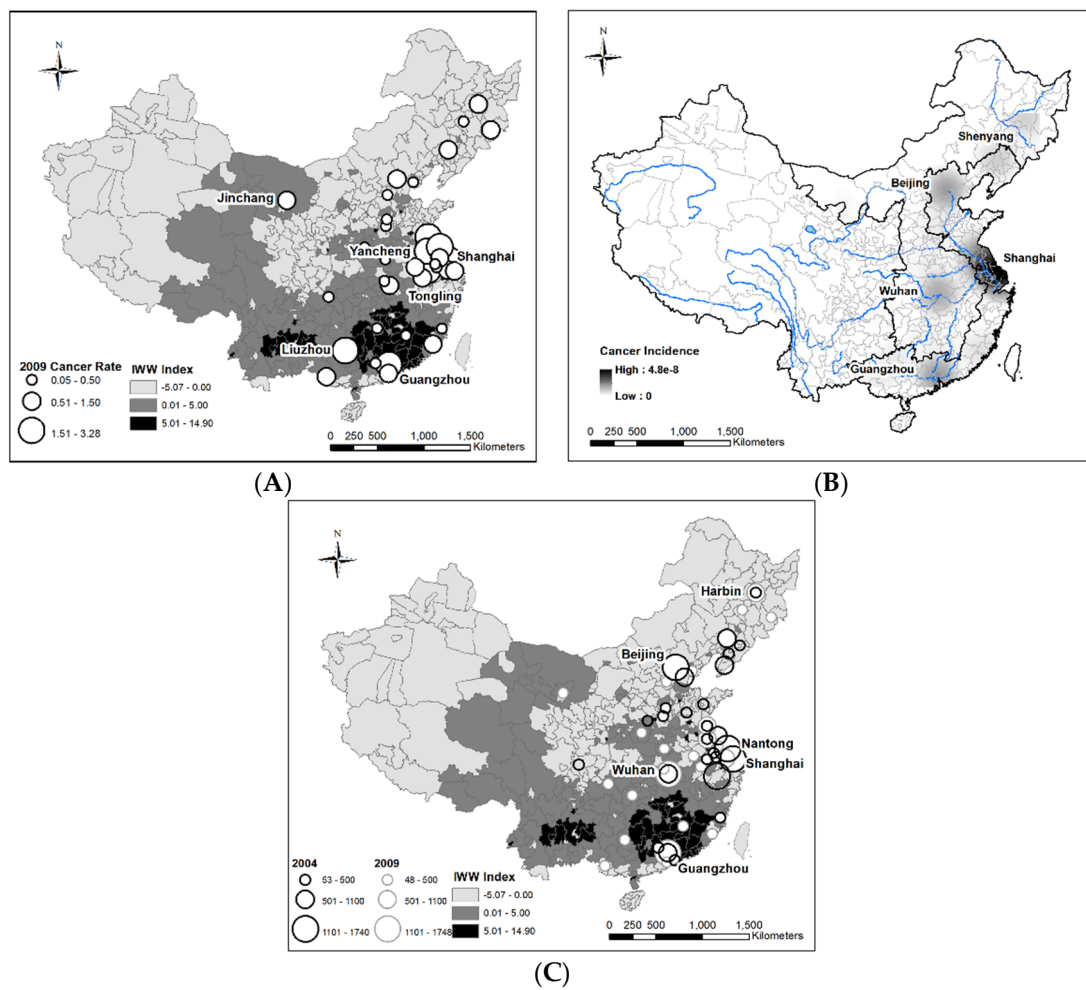 N
Jinchang
Yancheng
Shanghai
Tongling
Liuzhou
Guangzhou
2009 Cancer Rate
0.05 - 0.50
0.51 - 1.50
1.51 - 3.28
IWW Index
-5.07 - 0.00
0.01 - 5.00
5.01 - 14.90
0 250 500 1,000 1,500
Kilometers
(A)
N
Shenyang
Beijing
Shanghai
Wuhan
Guangzhou
Cancer Incidence
High : 4.8e-8
Low : 0
0 250 500 1,000 1,500
Kilometers
(B)
N
Harbin
Beijing
Nantong
Shanghai
Wuhan
Guangzhou
2004
53 - 500
501 - 1100
1101 - 1740
2009
48 - 500
501 - 1100
1101 - 1748
IWW Index
-5.07 - 0.00
0.01 - 5.00
5.01 - 14.90
0 250 500 1,000 1,500
Kilometers
(C)